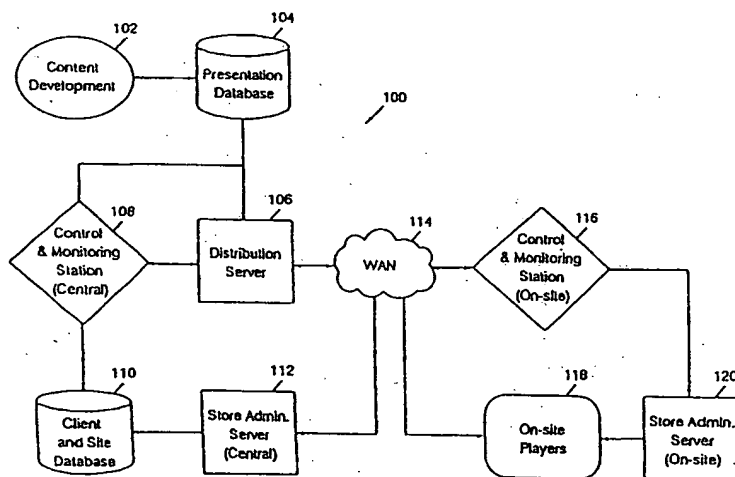 102
Content
Development
104
Presentation
Database
100
108
Control
& Monitoring
Station
(Central)
106
Distribution
Server
114
WAN
116
Control
& Monitoring
Station
(On-site)
110
Client
and Site
Database
112
Store Admin.
Server
(Central)
118
On-site
Players
120
Store Admin.
Server
(On-site)